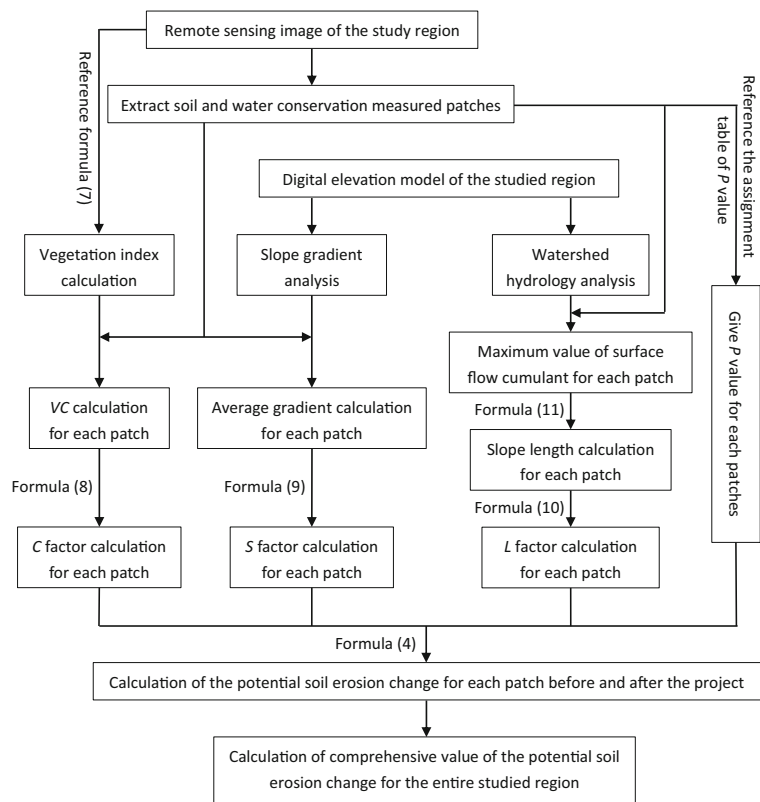 Remote sensing image of the study region
Reference formula (7)
Extract soil and water conservation measured patches
Reference the assignment
table of P value
Digital elevation model of the studied region
Vegetation index
calculation
Slope gradient
analysis
Watershed
hydrology analysis
Give P value for each patches
Maximum value of surface
flow cumulant for each patch
VC calculation
for each patch
Average gradient calculation
for each patch
Formula (11)
Slope length calculation
for each patch
Formula (8)
Formula (9)
Formula (10)
C factor calculation
for each patch
S factor calculation
for each patch
L factor calculation
for each patch
Formula (4)
Calculation of the potential soil erosion change for each patch before and after the project
Calculation of comprehensive value of the potential soil
erosion change for the entire studied region